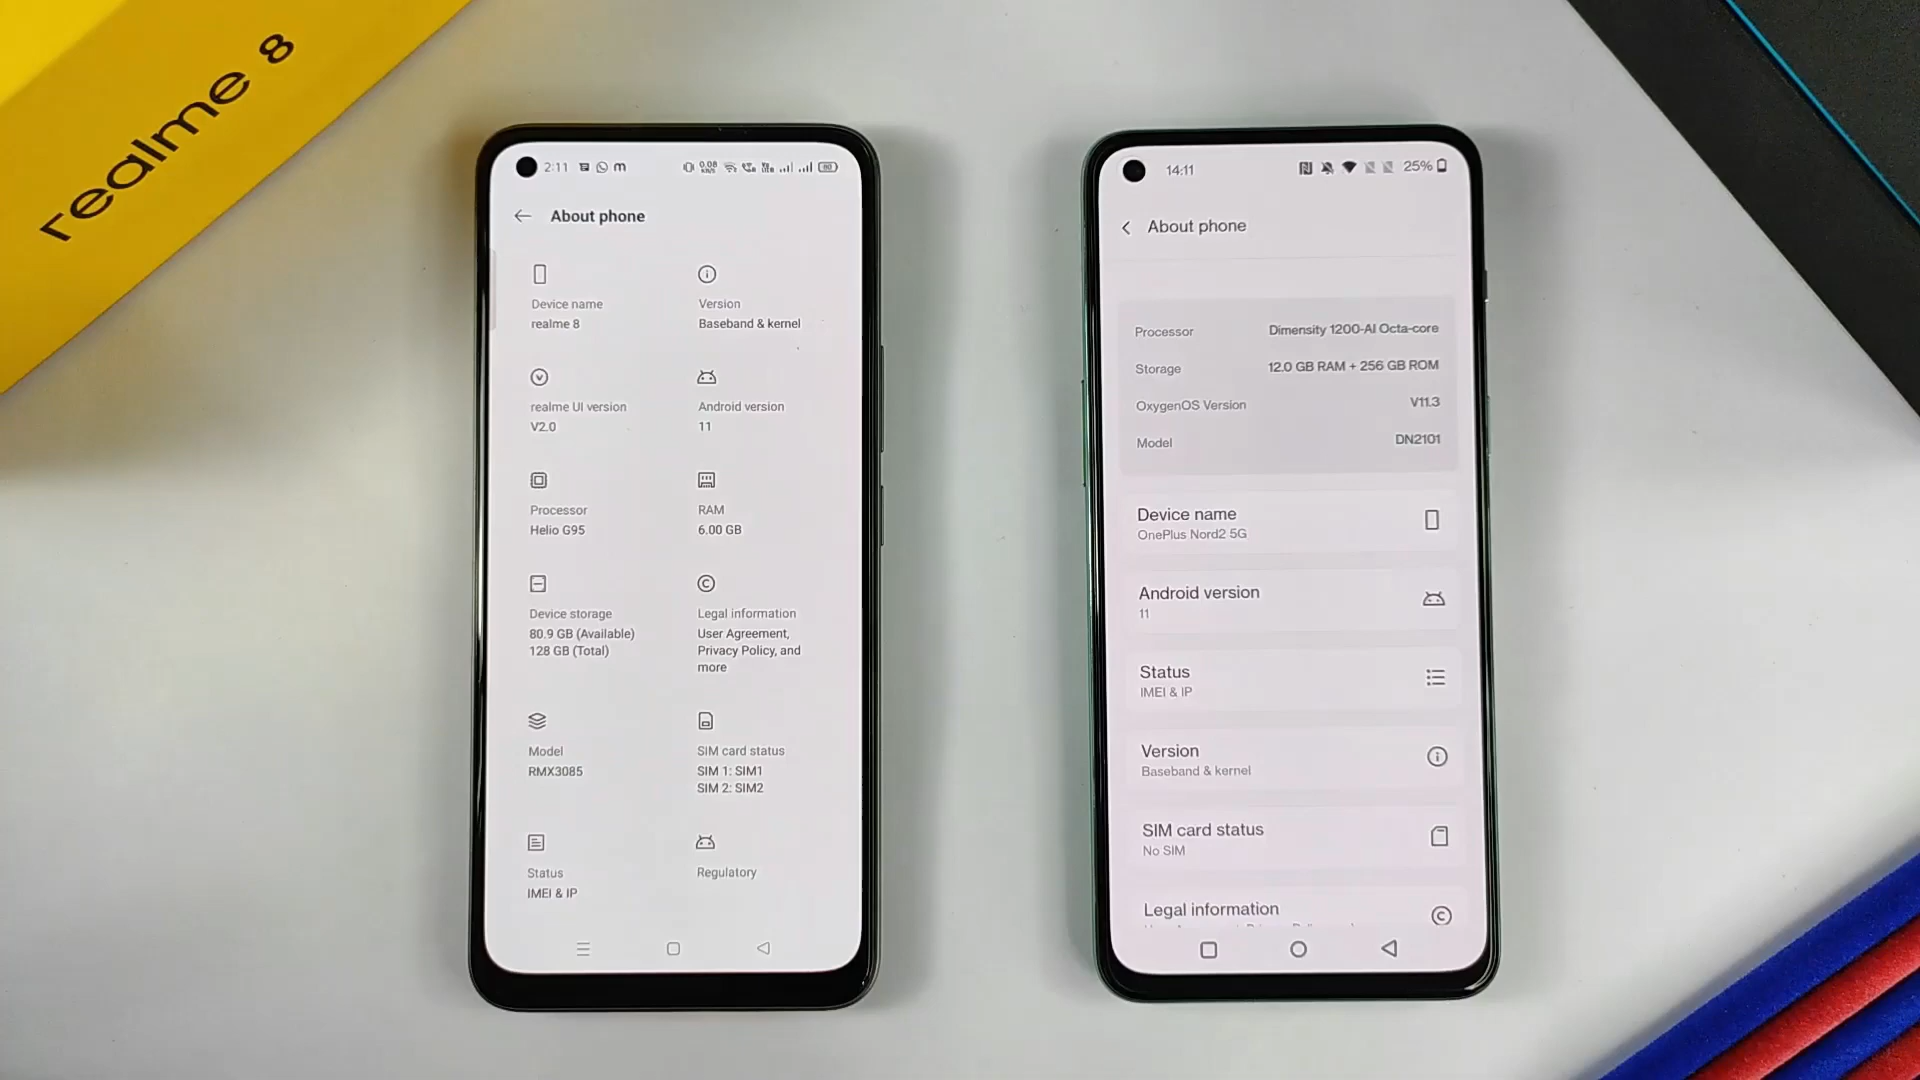 realme 8
2:11 m 0.08 KB/S 80
About phone
Device name
realme 8
Version
Baseband & kernel
realme UI version
V2.0
Android version
11
Processor
Helio G95
RAM
6.00 GB
Device storage
80.9 GB (Available)
128 GB (Total)
Legal information
User Agreement,
Privacy Policy, and
more
Model
RMX3085
SIM card status
SIM 1: SIM1
SIM 2: SIM2
Status
IMEI & IP
Regulatory
14:11 25%
About phone
Processor Dimensity 1200-AI Octa-core
Storage 12.0 GB RAM + 256 GB ROM
OxygenOS Version V11.3
Model DN2101
Device name
OnePlus Nord2 5G
Android version
11
Status
IMEI & IP
Version
Baseband & kernel
SIM card status
No SIM
Legal information